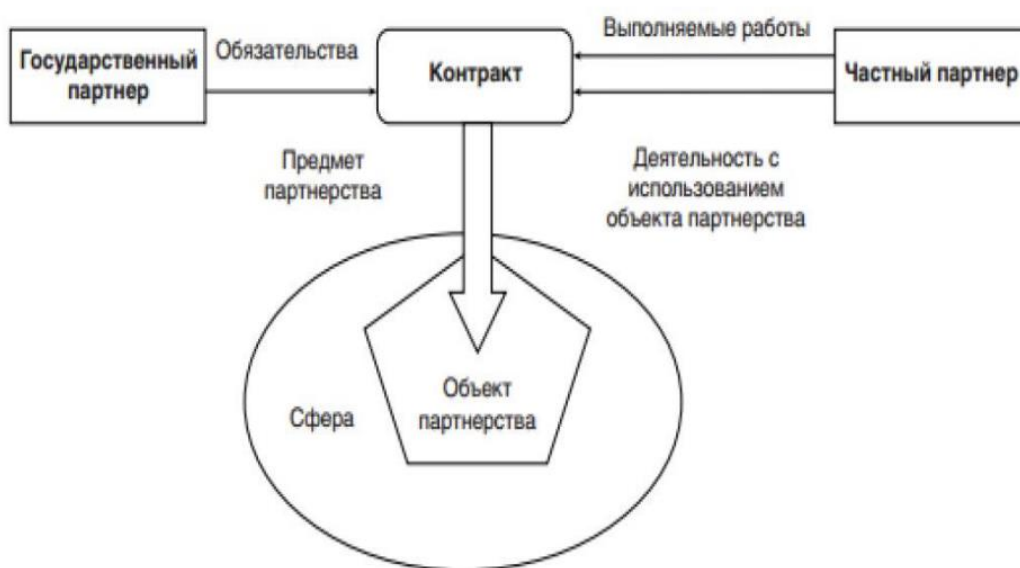 Государственный
партнер
Обязательства
Контракт
Выполняемые работы
Частный партнер
Предмет
партнерства
Деятельность с
использованием
объекта партнерства
Сфера
Объект
партнерства